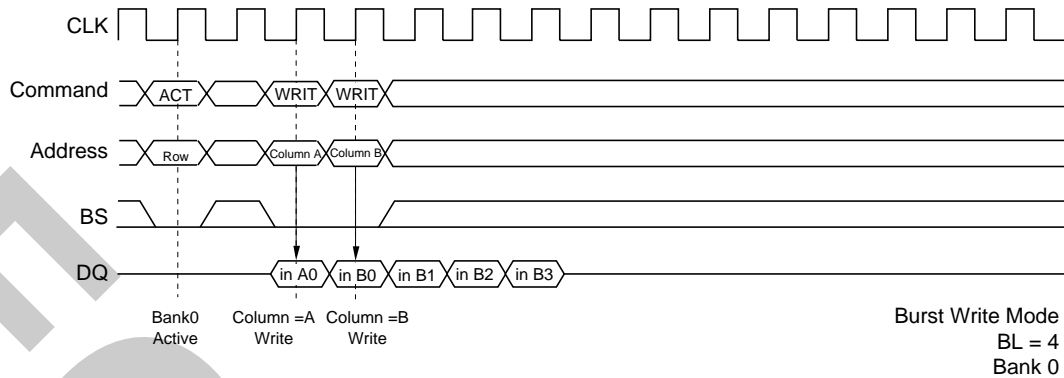 CLK
Command ACT WRIT WRIT
Address Row Column A Column B
BS
DQ in A0 in B0 in B1 in B2 in B3
Bank0 Column =A Column =B
Active Write Write
Burst Write Mode
BL = 4
Bank 0